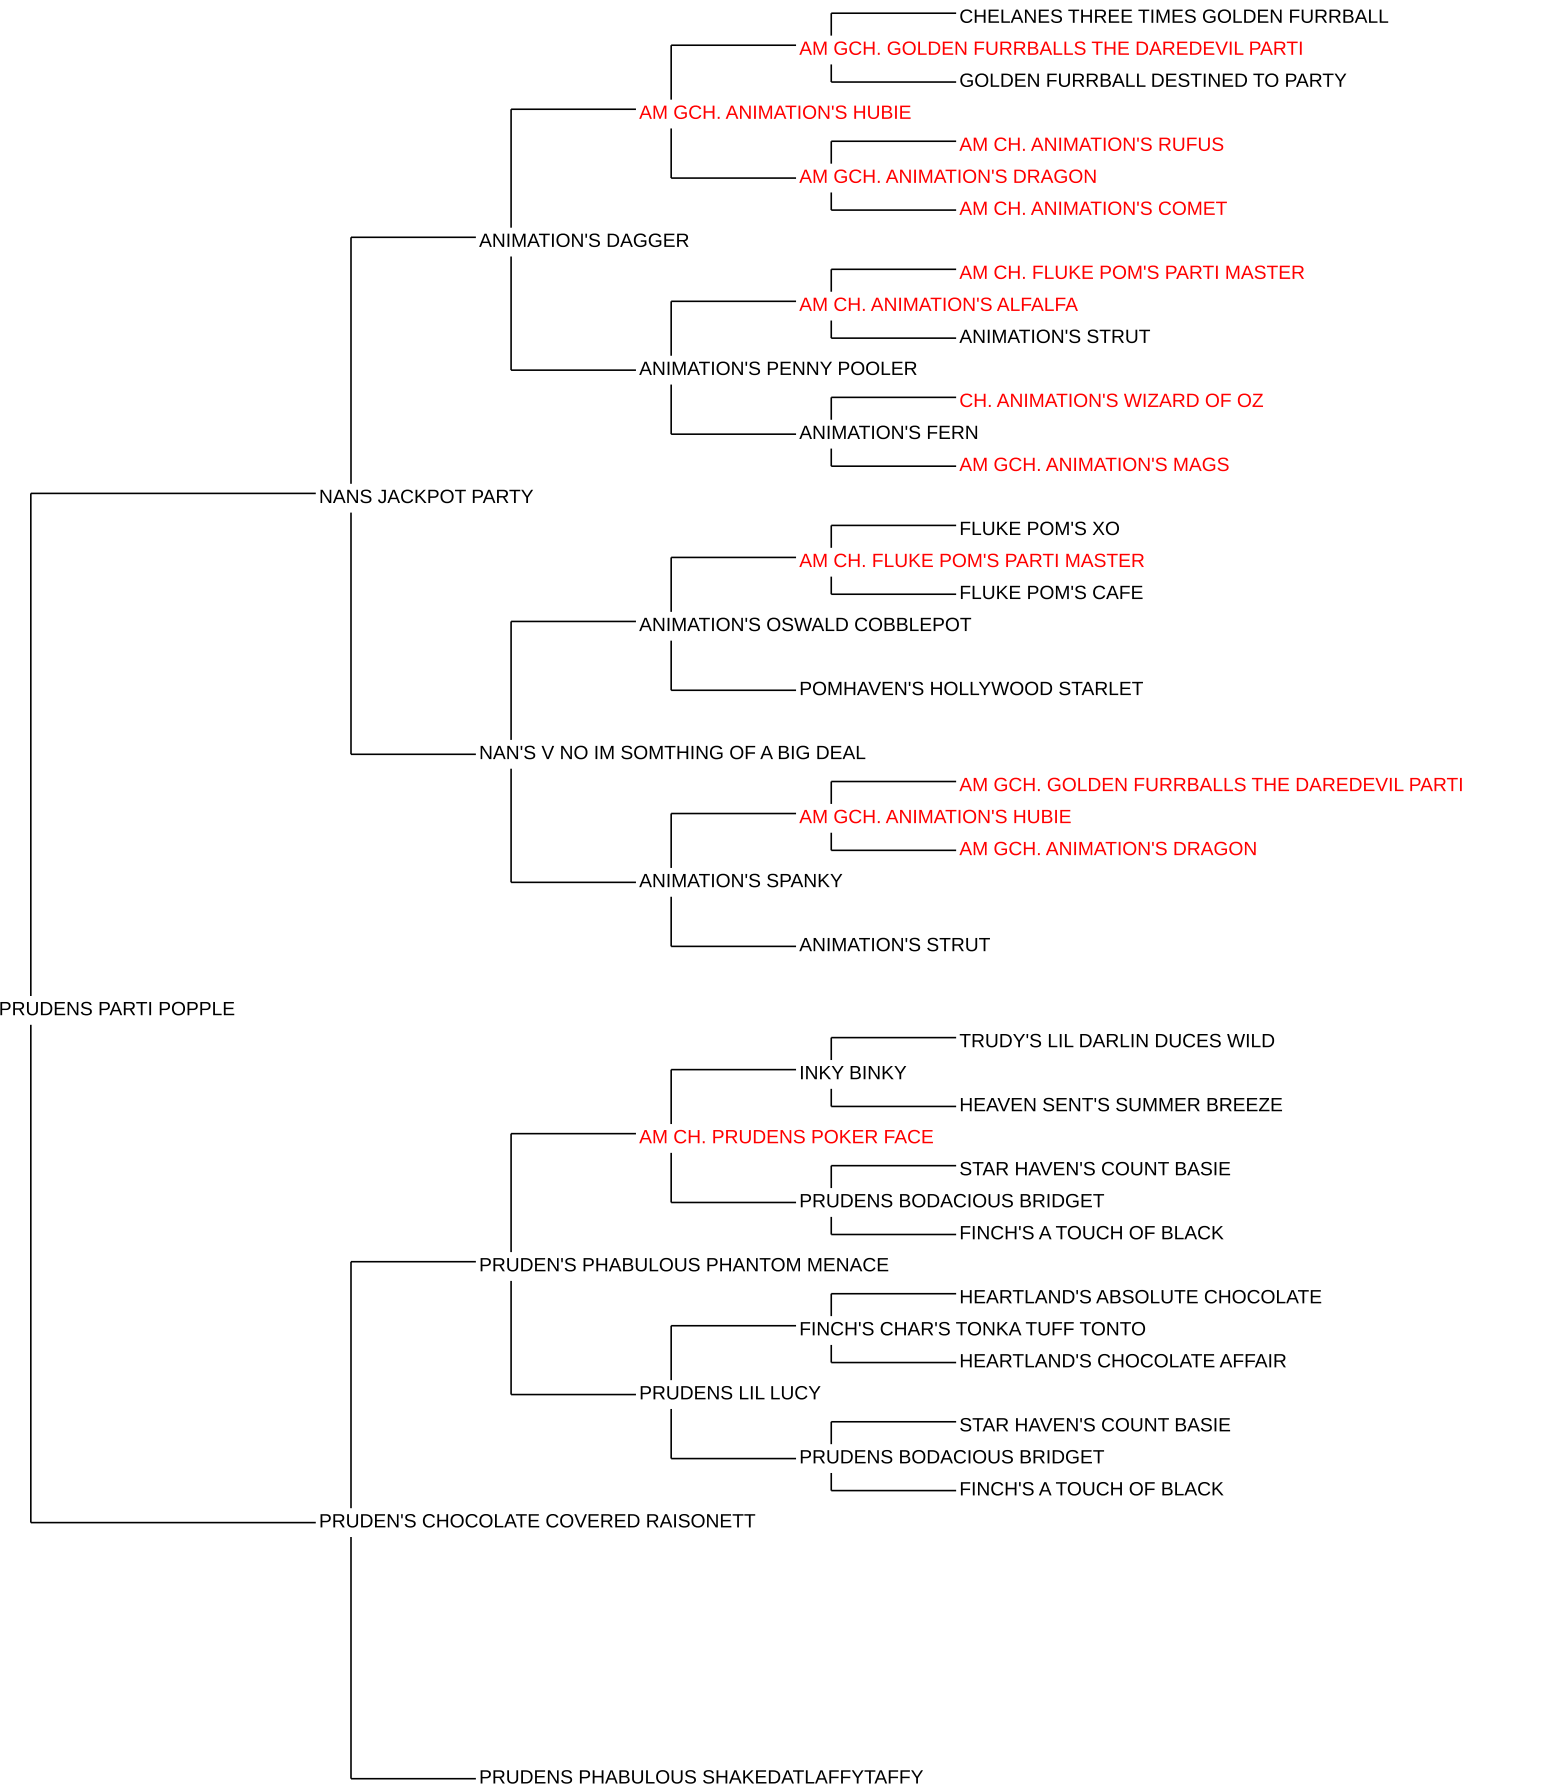 CHELANES THREE TIMES GOLDEN FURRBALL
AM GCH. GOLDEN FURRBALLS THE DAREDEVIL PARTI
GOLDEN FURRBALL DESTINED TO PARTY
AM GCH. ANIMATION'S HUBIE
AM CH. ANIMATION'S RUFUS
AM GCH. ANIMATION'S DRAGON
AM CH. ANIMATION'S COMET
ANIMATION'S DAGGER
AM CH. FLUKE POM'S PARTI MASTER
AM CH. ANIMATION'S ALFALFA
ANIMATION'S STRUT
ANIMATION'S PENNY POOLER
CH. ANIMATION'S WIZARD OF OZ
ANIMATION'S FERN
AM GCH. ANIMATION'S MAGS
NANS JACKPOT PARTY
FLUKE POM'S XO
AM CH. FLUKE POM'S PARTI MASTER
FLUKE POM'S CAFE
ANIMATION'S OSWALD COBBLEPOT
POMHAVEN'S HOLLYWOOD STARLET
NAN'S V NO IM SOMTHING OF A BIG DEAL
AM GCH. GOLDEN FURRBALLS THE DAREDEVIL PARTI
AM GCH. ANIMATION'S HUBIE
AM GCH. ANIMATION'S DRAGON
ANIMATION'S SPANKY
ANIMATION'S STRUT
PRUDENS PARTI POPPLE
TRUDY'S LIL DARLIN DUCES WILD
INKY BINKY
HEAVEN SENT'S SUMMER BREEZE
AM CH. PRUDENS POKER FACE
STAR HAVEN'S COUNT BASIE
PRUDENS BODACIOUS BRIDGET
FINCH'S A TOUCH OF BLACK
PRUDEN'S PHABULOUS PHANTOM MENACE
HEARTLAND'S ABSOLUTE CHOCOLATE
FINCH'S CHAR'S TONKA TUFF TONTO
HEARTLAND'S CHOCOLATE AFFAIR
PRUDENS LIL LUCY
STAR HAVEN'S COUNT BASIE
PRUDENS BODACIOUS BRIDGET
FINCH'S A TOUCH OF BLACK
PRUDEN'S CHOCOLATE COVERED RAISONETT
PRUDENS PHABULOUS SHAKEDATLAFFYTAFFY